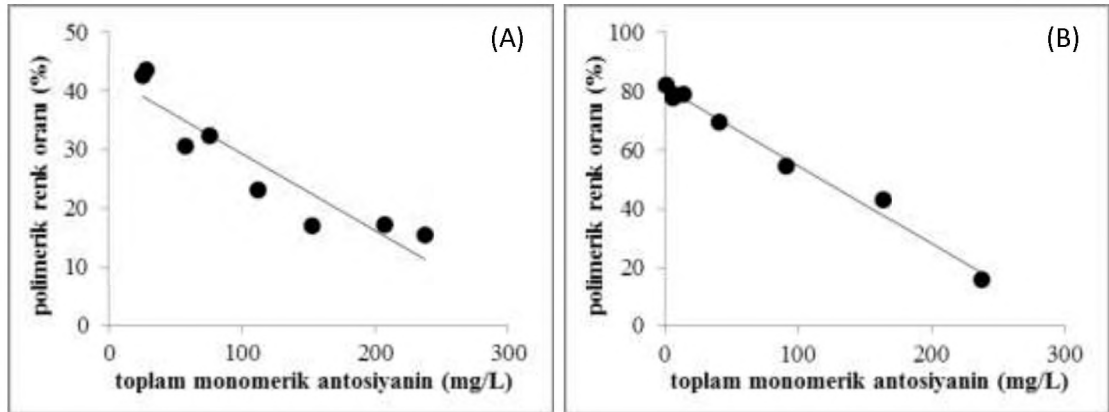 (A)
50
40
30
20
10
0
polimerik renk oranı (%)
0 100 200 300
toplam monomerik antosiyanin (mg/L)
(B)
100
80
60
40
20
0
polimerik renk oranı (%)
0 100 200 300
toplam monomerik antosiyanin (mg/L)